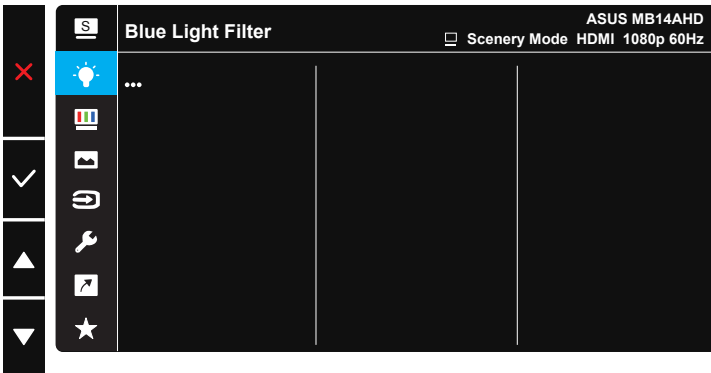 S
Blue Light Filter
ASUS MB14AHD
Scenery Mode HDMI 1080p 60Hz
...